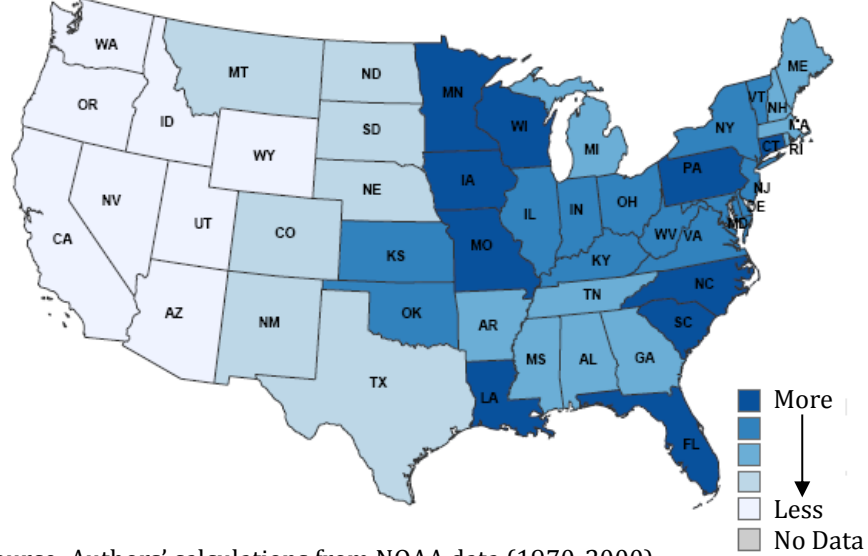 WA
MT
ND
ME
OR
ID
MN
VT
NH
SD
WI
NY
MA
WY
MI
CT
RI
IA
PA
NV
NE
NJ
UT
IL
IN
OH
DE
CO
MD
CA
KS
MO
WV
VA
KY
AZ
NM
OK
AR
TN
NC
SC
TX
MS
AL
GA
LA
FL
More
Less
No Data
Authors' calculations from NOAA data (1970-2000)